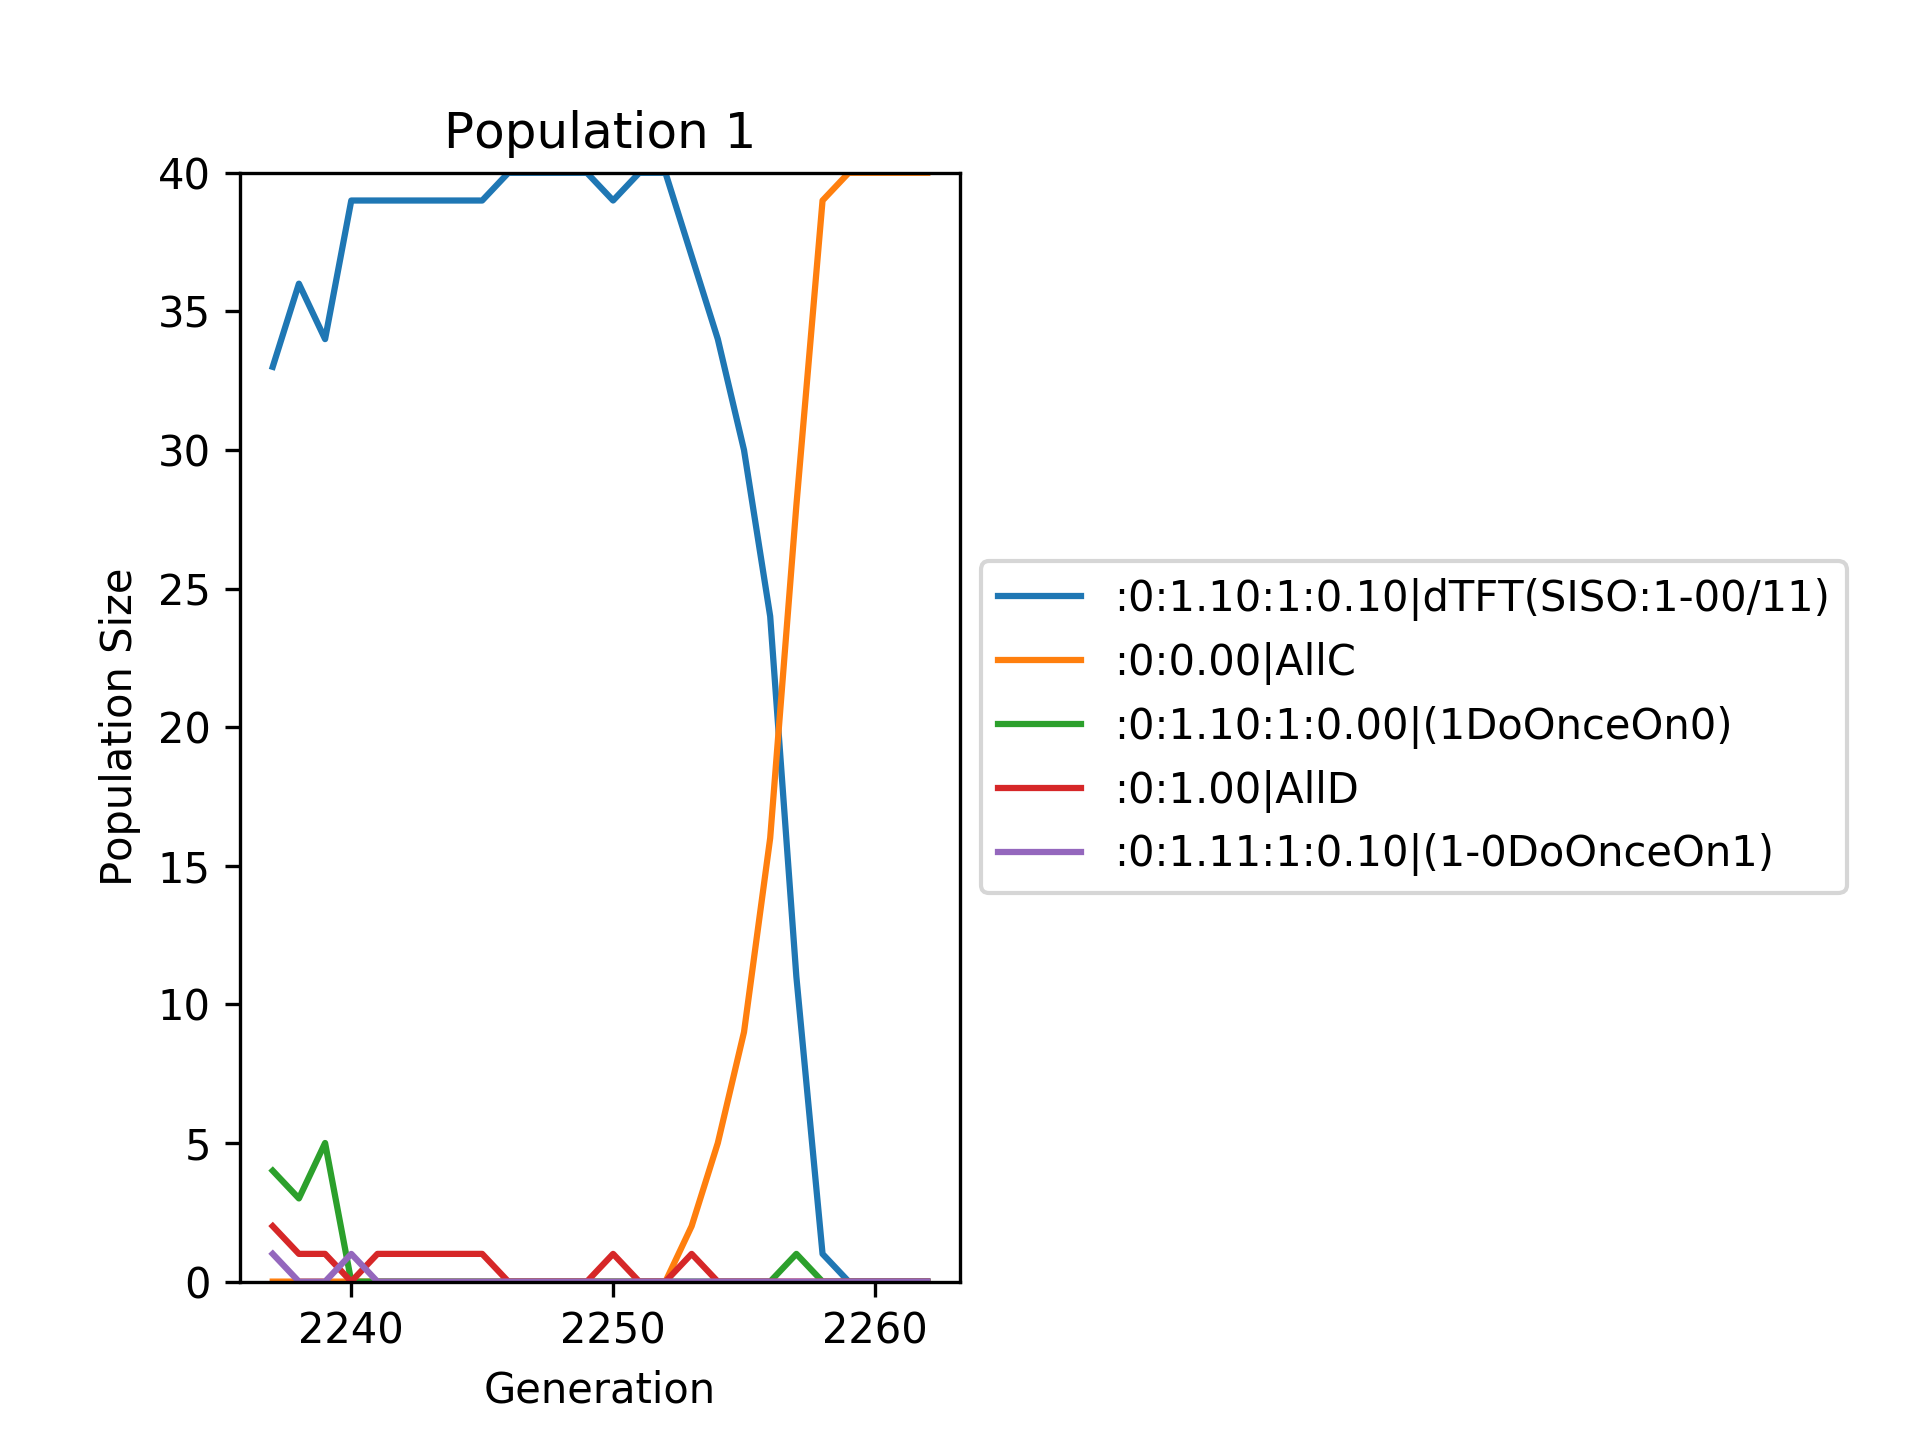 Population 1
40
35
30
25
20
15
10
5
0
Population Size
2240 2250 2260
Generation
:0:1.10:1:0.10|dTFT(SISO:1-00/11)
:0:0.00|AllC
:0:1.10:1:0.00|(1DoOnceOn0)
:0:1.00|AllD
:0:1.11:1:0.10|(1-0DoOnceOn1)